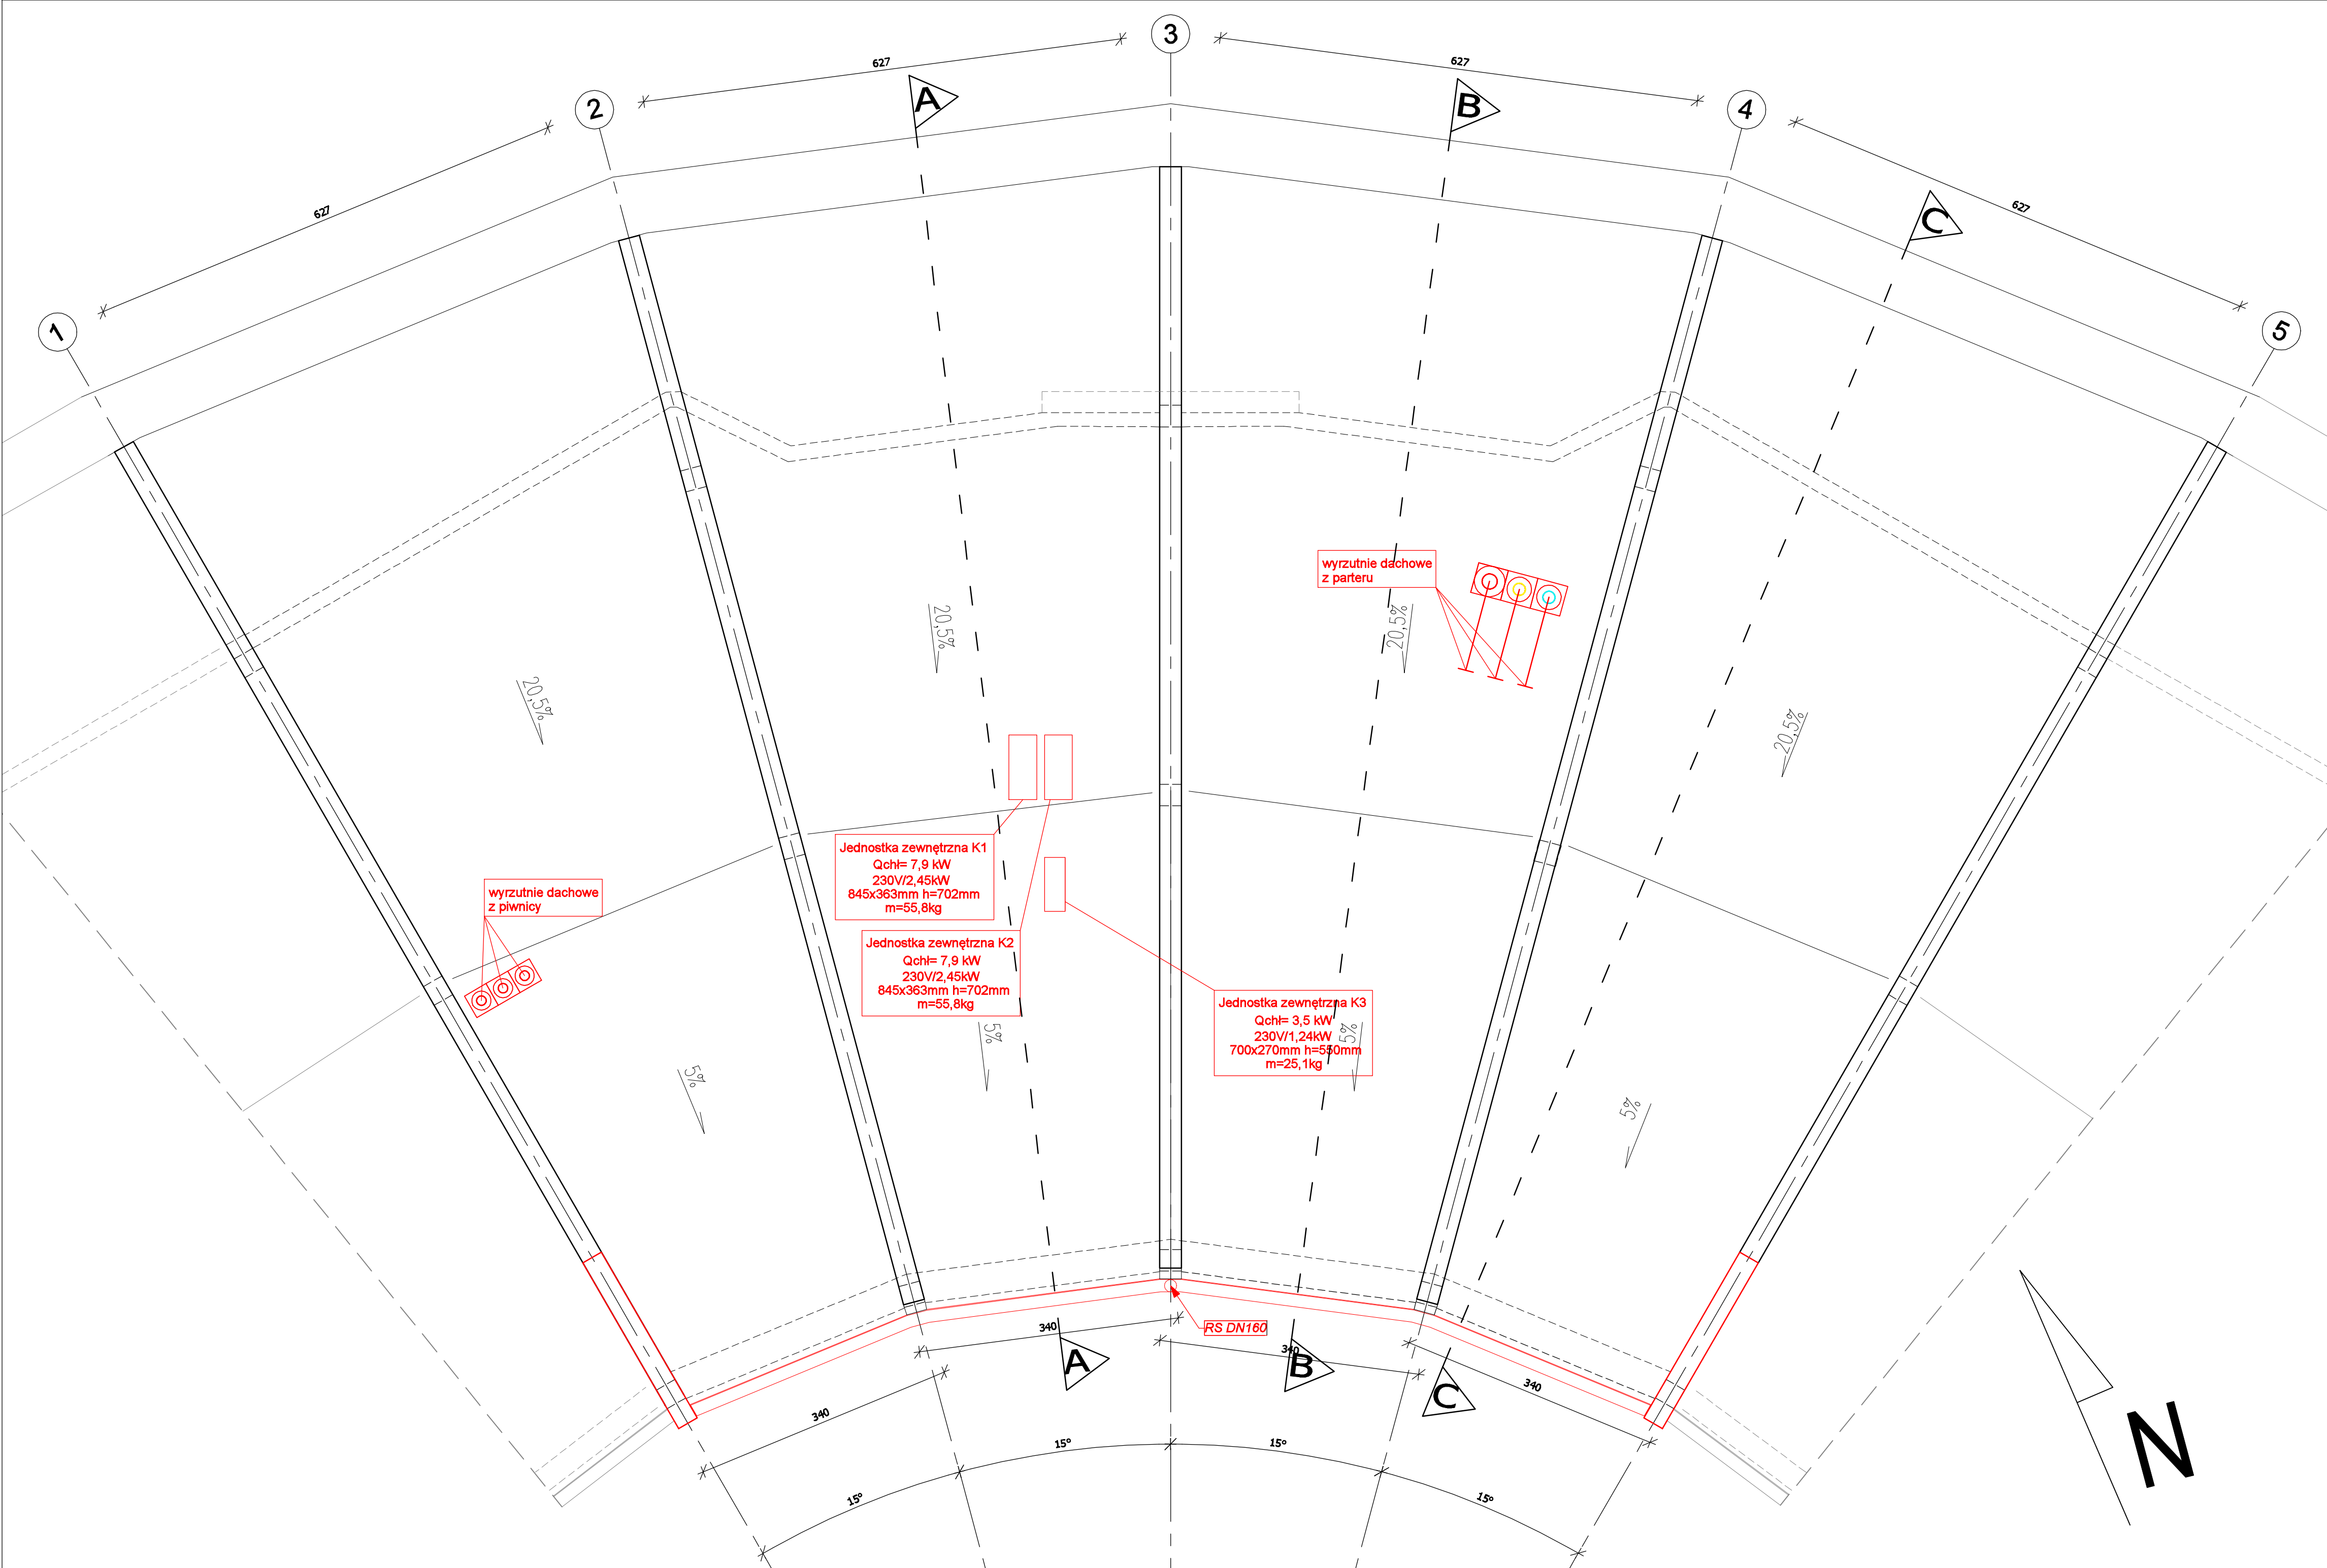 3
627
627
2
A
B
4
627
C
627
1
5
wyrzutnie dachowe
z parteru
20,5%
20,5%
20,5%
20,5%
Jednostka zewnętrzna K1
Qchł= 7,9 kW
230V/2,45kW
845x363mm h=702mm
m=55,8kg
wyrzutnie dachowe
z piwnicy
Jednostka zewnętrzna K2
Qchł= 7,9 kW
230V/2,45kW
845x363mm h=702mm
m=55,8kg
Jednostka zewnętrzna K3
Qchł= 3,5 kW
230V/1,24kW
700x270mm h=550mm
m=25,1kg
5%
5%
5%
5%
RS DN160
340
340
A
B
C
340
340
15°
15°
15°
15°
N